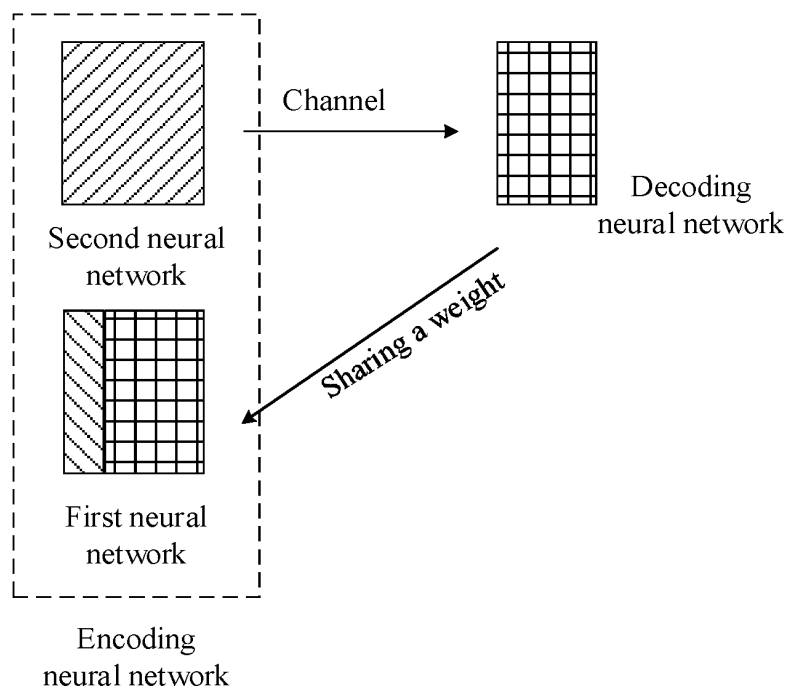 Channel
Decoding
neural network
Second neural
network
Sharing a weight
First neural
network
Encoding
neural network